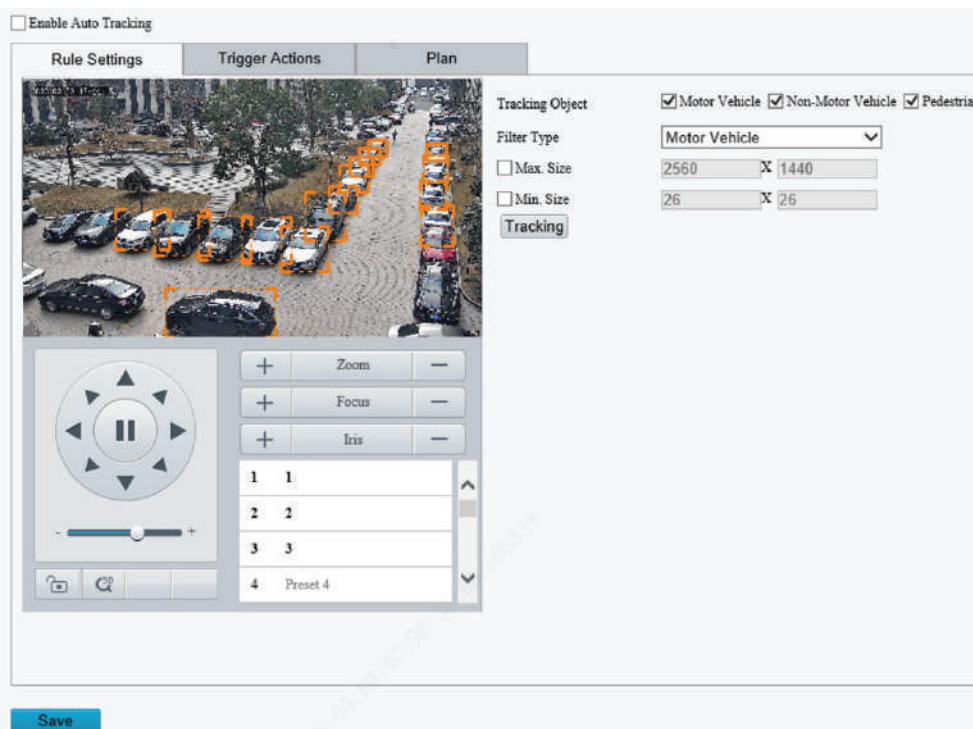 Enable Auto Tracking
Rule Settings Trigger Actions Plan
Tracking Object Motor Vehicle Non-Motor Vehicle Pedestria
Filter Type Motor Vehicle
Max. Size 2560 X 1440
Min. Size 26 X 26
Tracking
+ Zoom −
+ Focus −
+ Iris −
1 1
2 2
3 3
4 Preset 4
- +
3D
Save